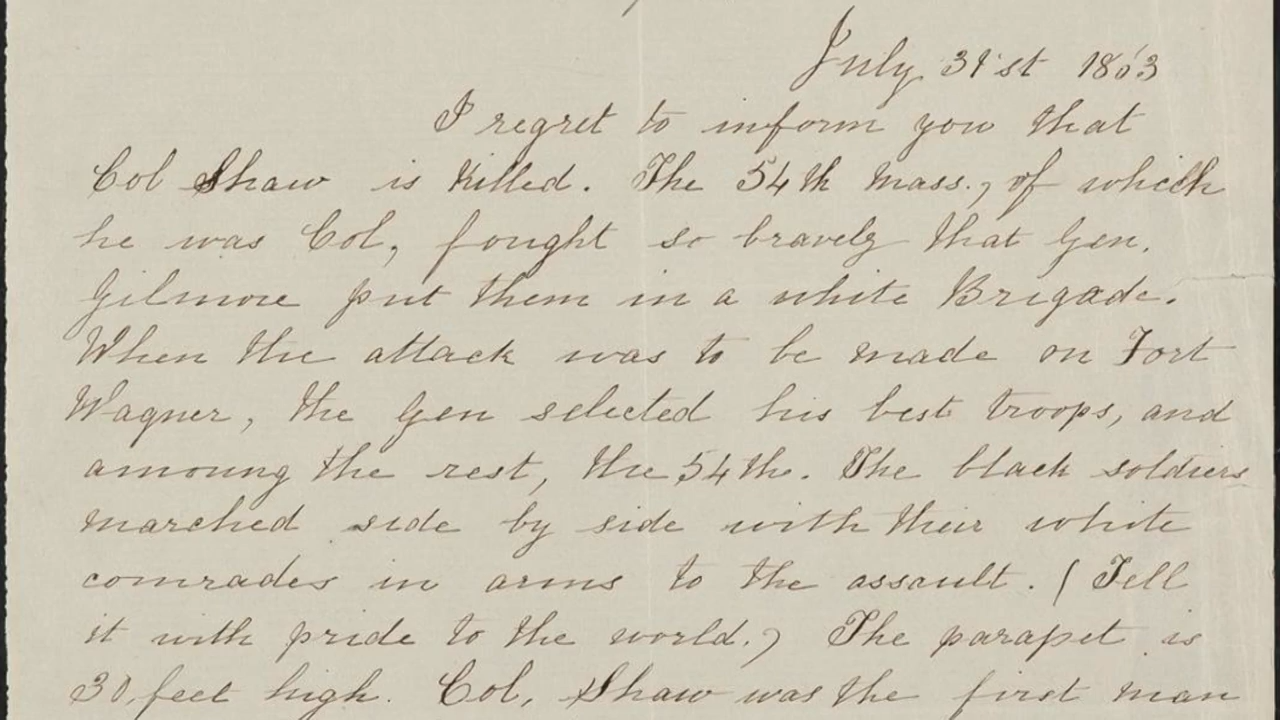 July 31st 1863
I regret to inform you that
Col Shaw is killed. The 54th Mass., of which
he was Col, fought so bravely that Gen.
Gilmore put them in a white Brigade.
When the attack was to be made on Fort
Wagner, the Gen selected his best troops, and
amoung the rest, the 54th. The black soldiers
marched side by side with their white
comrades in arms to the assault. (Tell
it with pride to the world.) The parapet is
30, feet high. Col, Shaw was the first man